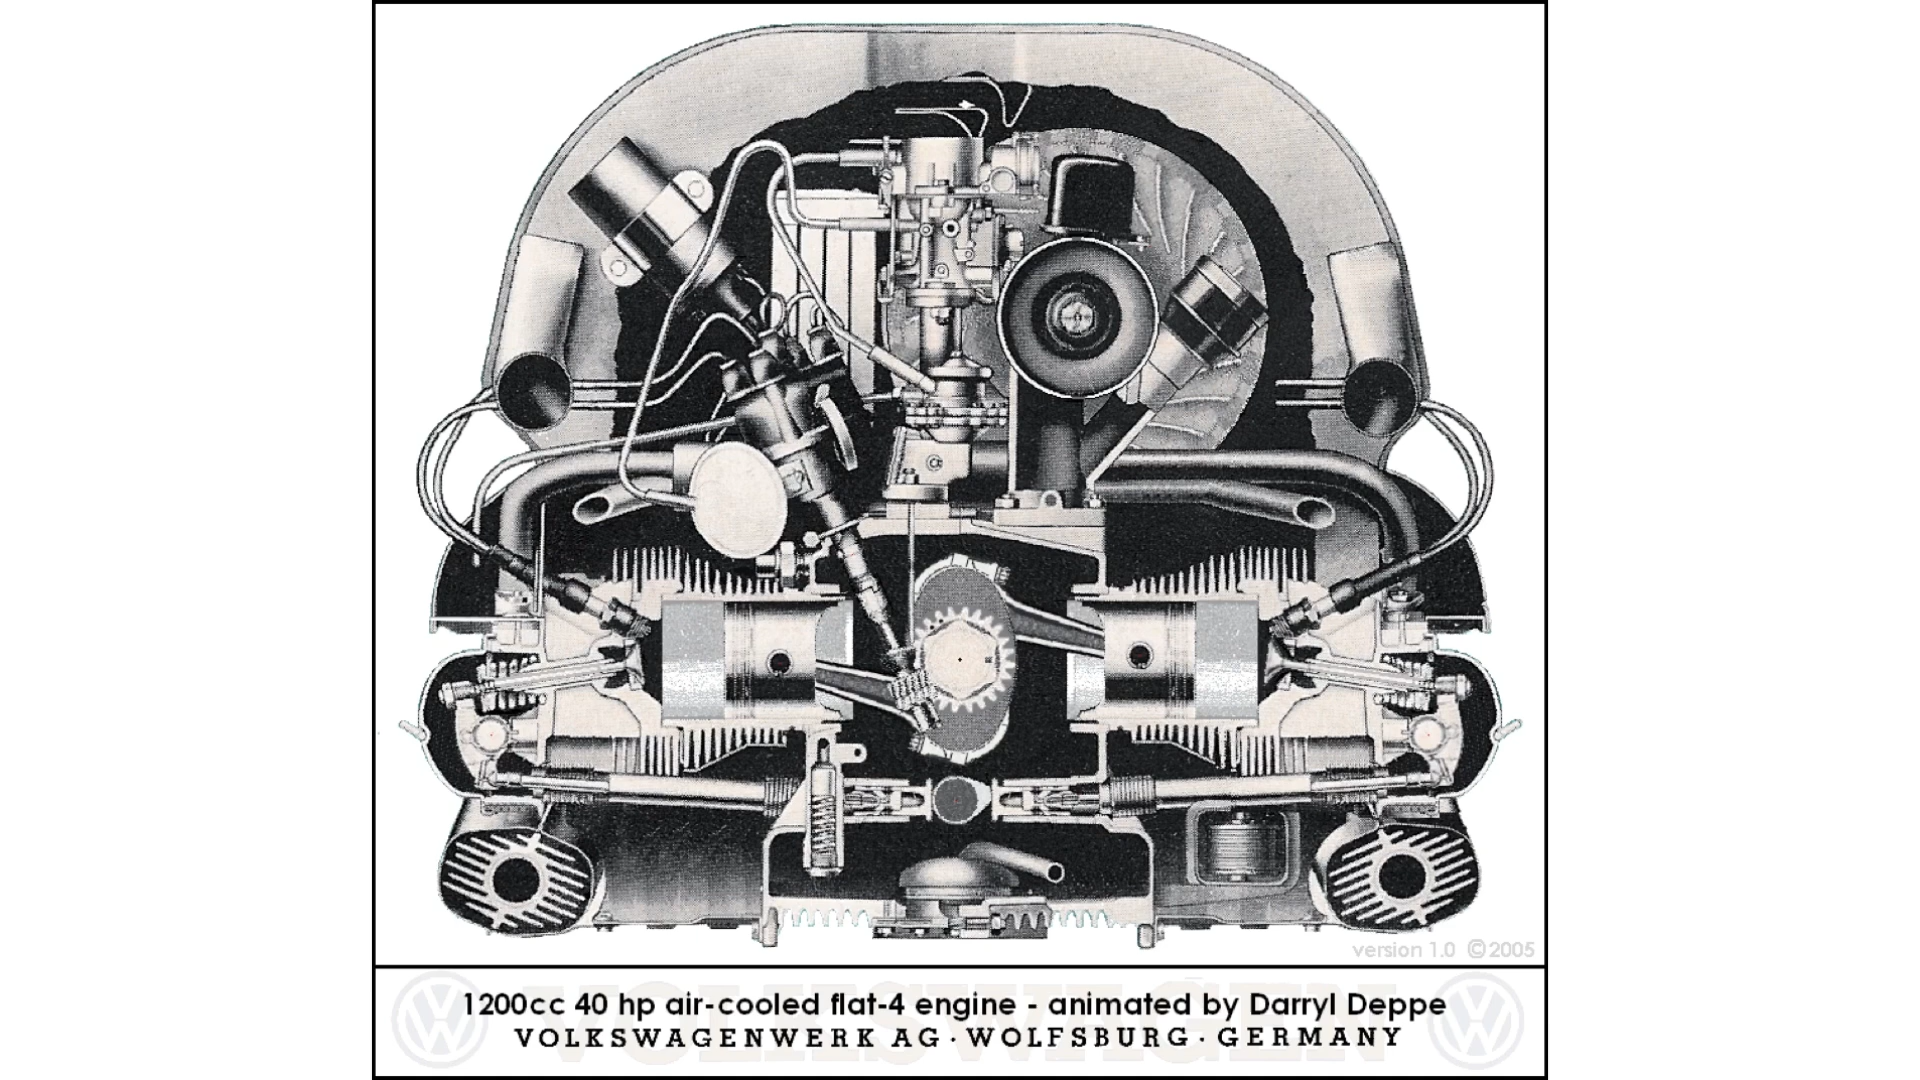 version 1.0 ©2005
1200cc 40 hp air-cooled flat-4 engine - animated by Darryl Deppe
VOLKSWAGEN
VOLKSWAGENWERK AG · WOLFSBURG · GERMANY